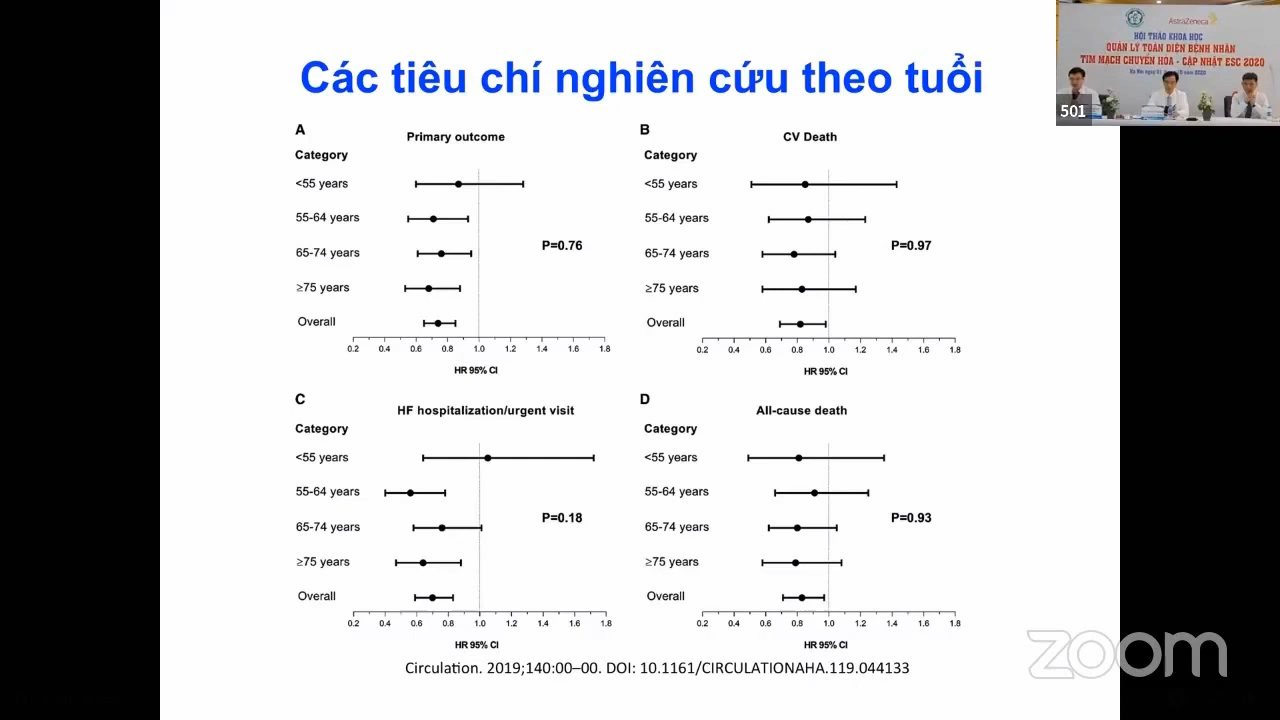 Các tiêu chí nghiên cứu theo tuổi
A
Primary outcome
Category
<55 years
55-64 years
65-74 years
≥75 years
Overall
P=0.76
0.2 0.4 0.6 0.8 1.0 1.2 1.4 1.6 1.8
HR 95% CI
B
CV Death
Category
<55 years
55-64 years
65-74 years
≥75 years
Overall
P=0.97
0.2 0.4 0.6 0.8 1.0 1.2 1.4 1.6 1.8
HR 95% CI
C
HF hospitalization/urgent visit
Category
<55 years
55-64 years
65-74 years
≥75 years
Overall
P=0.18
0.2 0.4 0.6 0.8 1.0 1.2 1.4 1.6 1.8
HR 95% CI
D
All-cause death
Category
<55 years
55-64 years
65-74 years
≥75 years
Overall
P=0.93
0.2 0.4 0.6 0.8 1.0 1.2 1.4 1.6 1.8
HR 95% CI
Circulation. 2019;140:00–00. DOI: 10.1161/CIRCULATIONAHA.119.044133
AstraZeneca
HỘI THẢO KHOA HỌC
QUẢN LÝ TOÀN DIỆN BỆNH NHÂN
TIM MẠCH CHUYỂN HÓA - CẬP NHẬT ESC 2020
501
zoom